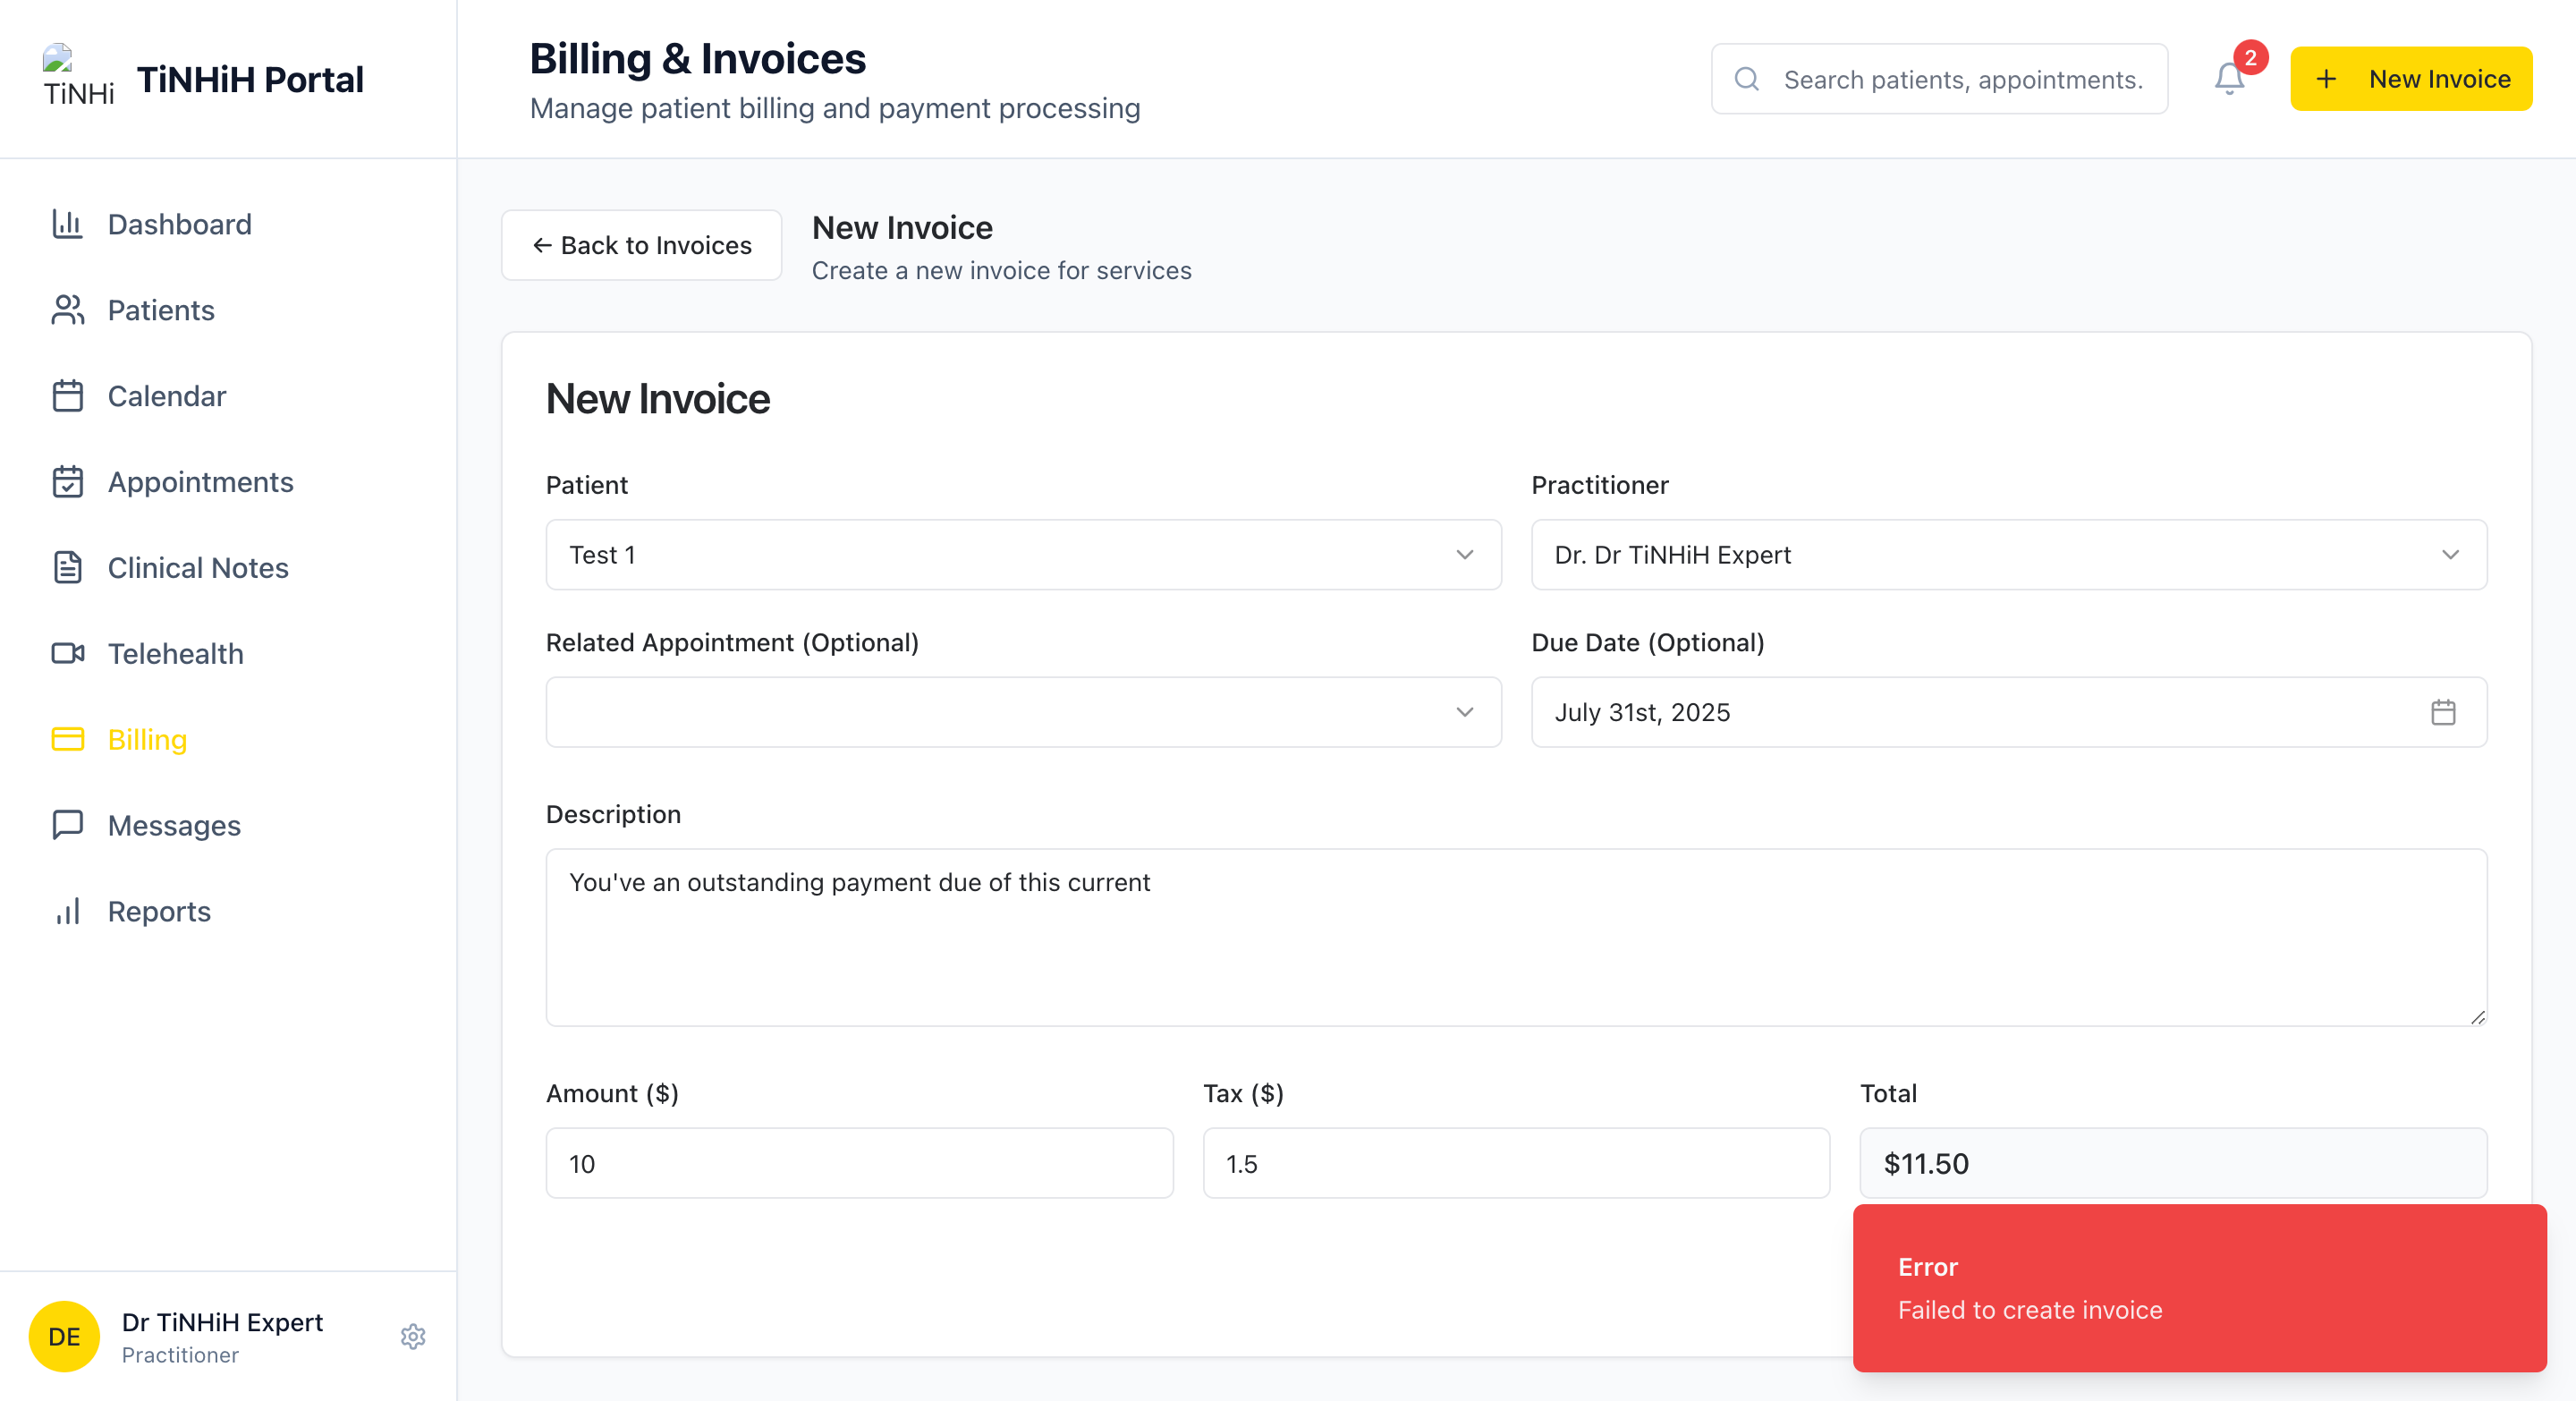 TiNHi
TiNHiH Portal
Billing & Invoices
Manage patient billing and payment processing
Search patients, appointments.
2
New Invoice
Dashboard
Patients
Calendar
Appointments
Clinical Notes
Telehealth
Billing
Messages
Reports
DE
Dr TiNHiH Expert
Practitioner
← Back to Invoices
New Invoice
Create a new invoice for services
New Invoice
Patient
Test 1
Practitioner
Dr. Dr TiNHiH Expert
Related Appointment (Optional)
Due Date (Optional)
July 31st, 2025
Description
You've an outstanding payment due of this current
Amount ($)
10
Tax ($)
1.5
Total
$11.50
Error
Failed to create invoice